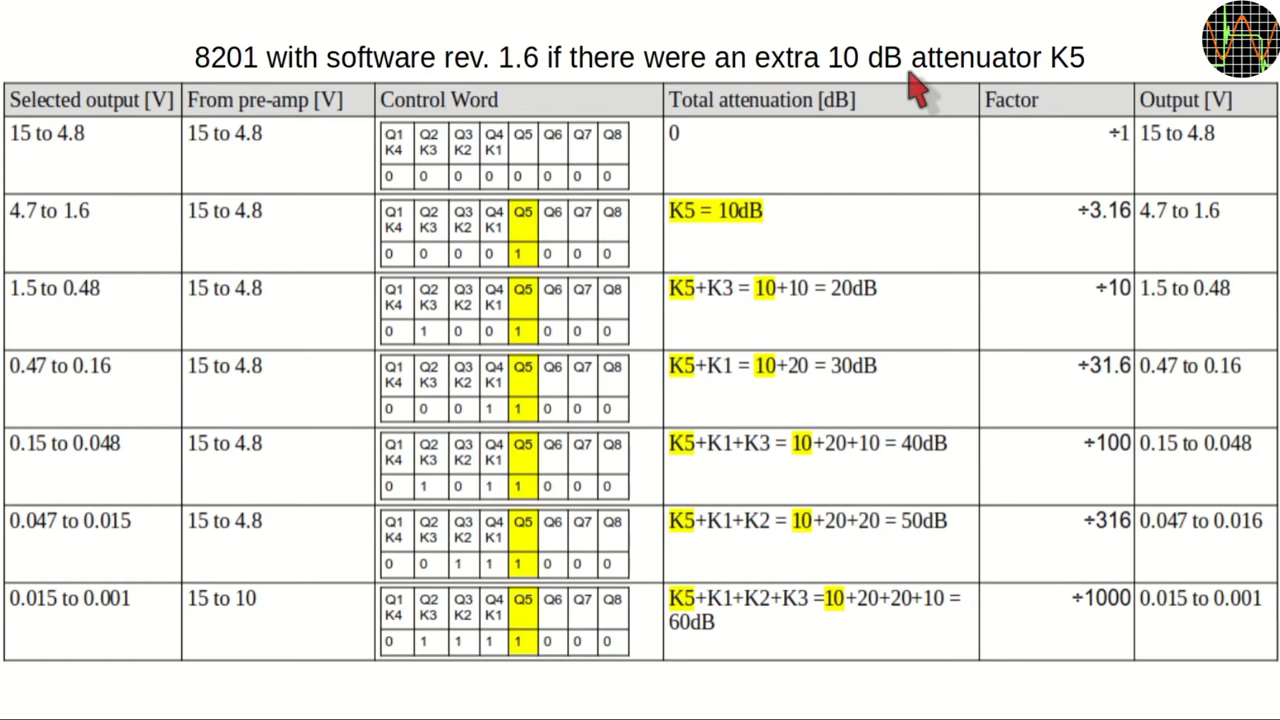 8201 with software rev. 1.6 if there were an extra 10 dB attenuator K5
Selected output [V] From pre-amp [V] Control Word Total attenuation [dB] Factor Output [V]
15 to 4.8 15 to 4.8 Q1 Q2 Q3 Q4 Q5 Q6 Q7 Q8 0 ÷1 15 to 4.8
K4 K3 K2 K1
0 0 0 0 0 0 0 0
4.7 to 1.6 15 to 4.8 Q1 Q2 Q3 Q4 Q5 Q6 Q7 Q8 K5 = 10dB ÷3.16 4.7 to 1.6
K4 K3 K2 K1
0 0 0 0 1 0 0 0
1.5 to 0.48 15 to 4.8 Q1 Q2 Q3 Q4 Q5 Q6 Q7 Q8 K5+K3 = 10+10 = 20dB ÷10 1.5 to 0.48
K4 K3 K2 K1
0 1 0 0 1 0 0 0
0.47 to 0.16 15 to 4.8 Q1 Q2 Q3 Q4 Q5 Q6 Q7 Q8 K5+K1 = 10+20 = 30dB ÷31.6 0.47 to 0.16
K4 K3 K2 K1
0 0 0 1 1 0 0 0
0.15 to 0.048 15 to 4.8 Q1 Q2 Q3 Q4 Q5 Q6 Q7 Q8 K5+K1+K3 = 10+20+10 = 40dB ÷100 0.15 to 0.048
K4 K3 K2 K1
0 1 0 1 1 0 0 0
0.047 to 0.015 15 to 4.8 Q1 Q2 Q3 Q4 Q5 Q6 Q7 Q8 K5+K1+K2 = 10+20+20 = 50dB ÷316 0.047 to 0.016
K4 K3 K2 K1
0 0 1 1 1 0 0 0
0.015 to 0.001 15 to 10 Q1 Q2 Q3 Q4 Q5 Q6 Q7 Q8 K5+K1+K2+K3 =10+20+20+10 = ÷1000 0.015 to 0.001
K4 K3 K2 K1 60dB
0 1 1 1 1 0 0 0